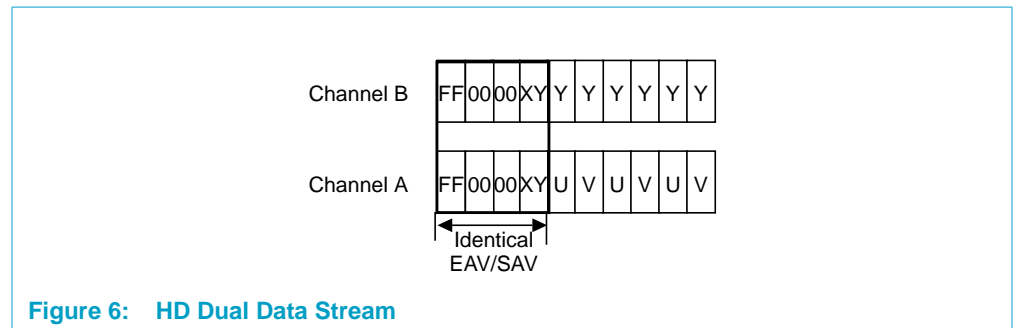 Channel B FF 00 00 XY Y Y Y Y Y Y
Channel A FF 00 00 XY U V U V U V
Identical
EAV/SAV
Figure 6: HD Dual Data Stream